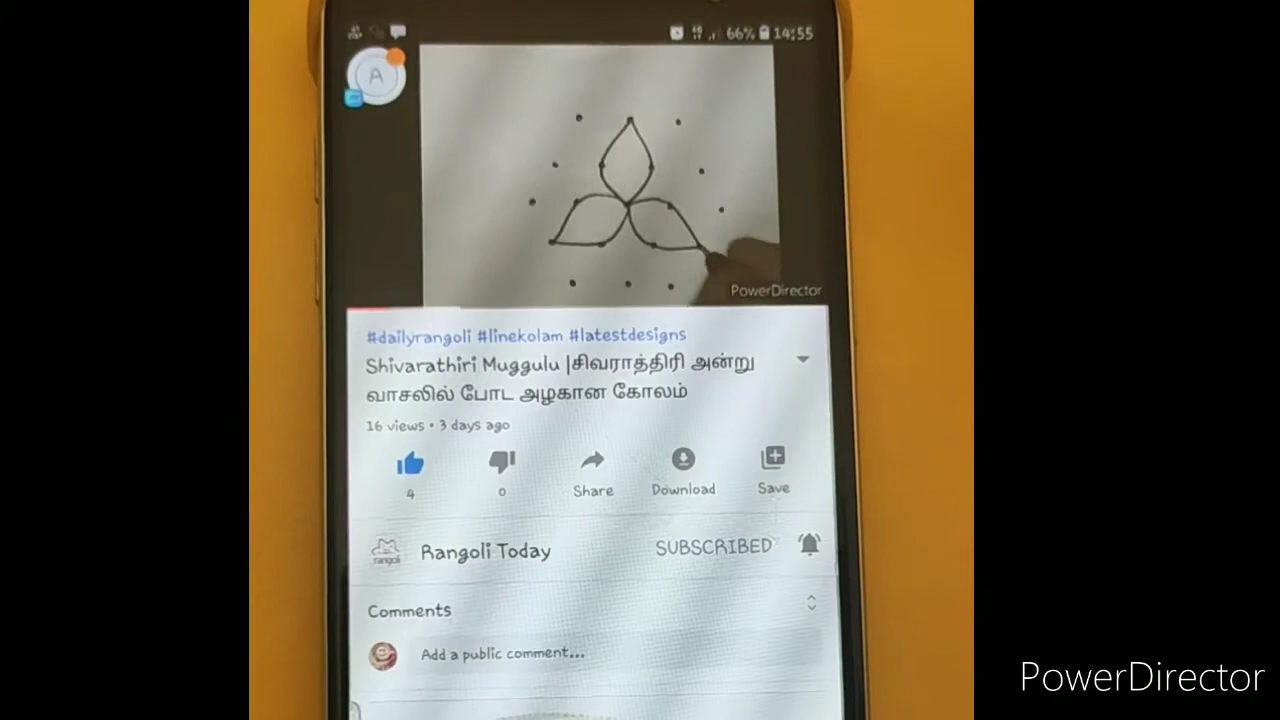 66% 14:55
A
PowerDirector
#dailyrangoli #linekolam #latestdesigns
Shivarathiri Muggulu |சிவராத்திரி அன்று
வாசலில் போட அழகான கோலம்
16 views • 3 days ago
4 0 Share Download Save
rangoli Rangoli Today SUBSCRIBED
Comments
Add a public comment...
PowerDirector